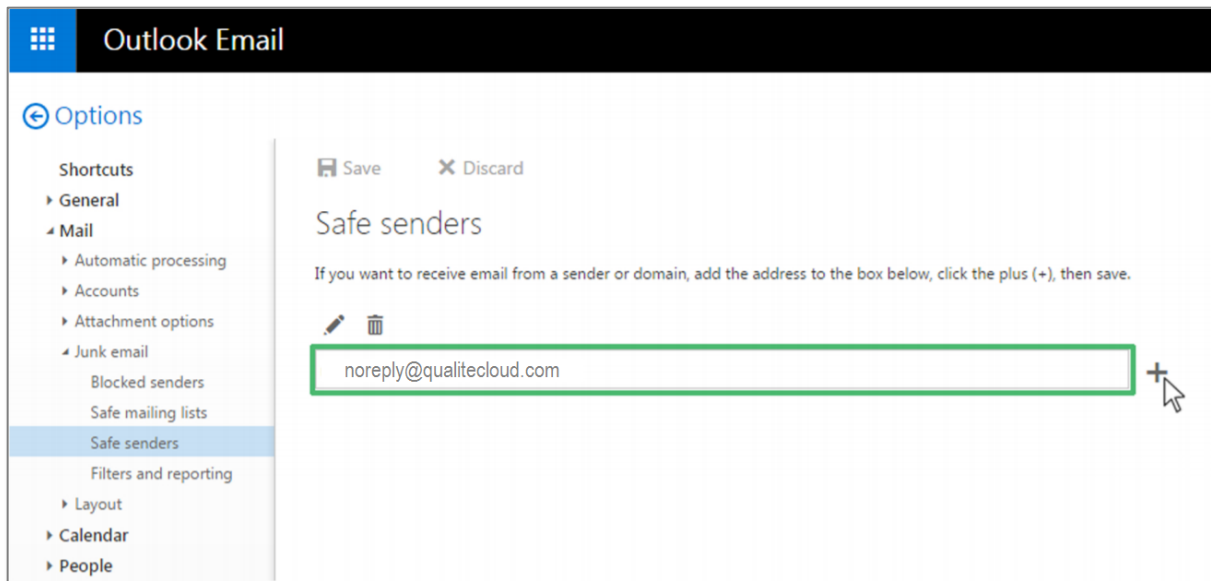 Outlook Email
Options
Shortcuts
General
Mail
Automatic processing
Accounts
Attachment options
Junk email
Blocked senders
Safe mailing lists
Safe senders
Filters and reporting
Layout
Calendar
People
Save Discard
Safe senders
If you want to receive email from a sender or domain, add the address to the box below, click the plus (+), then save.
noreply@qualitecloud.com